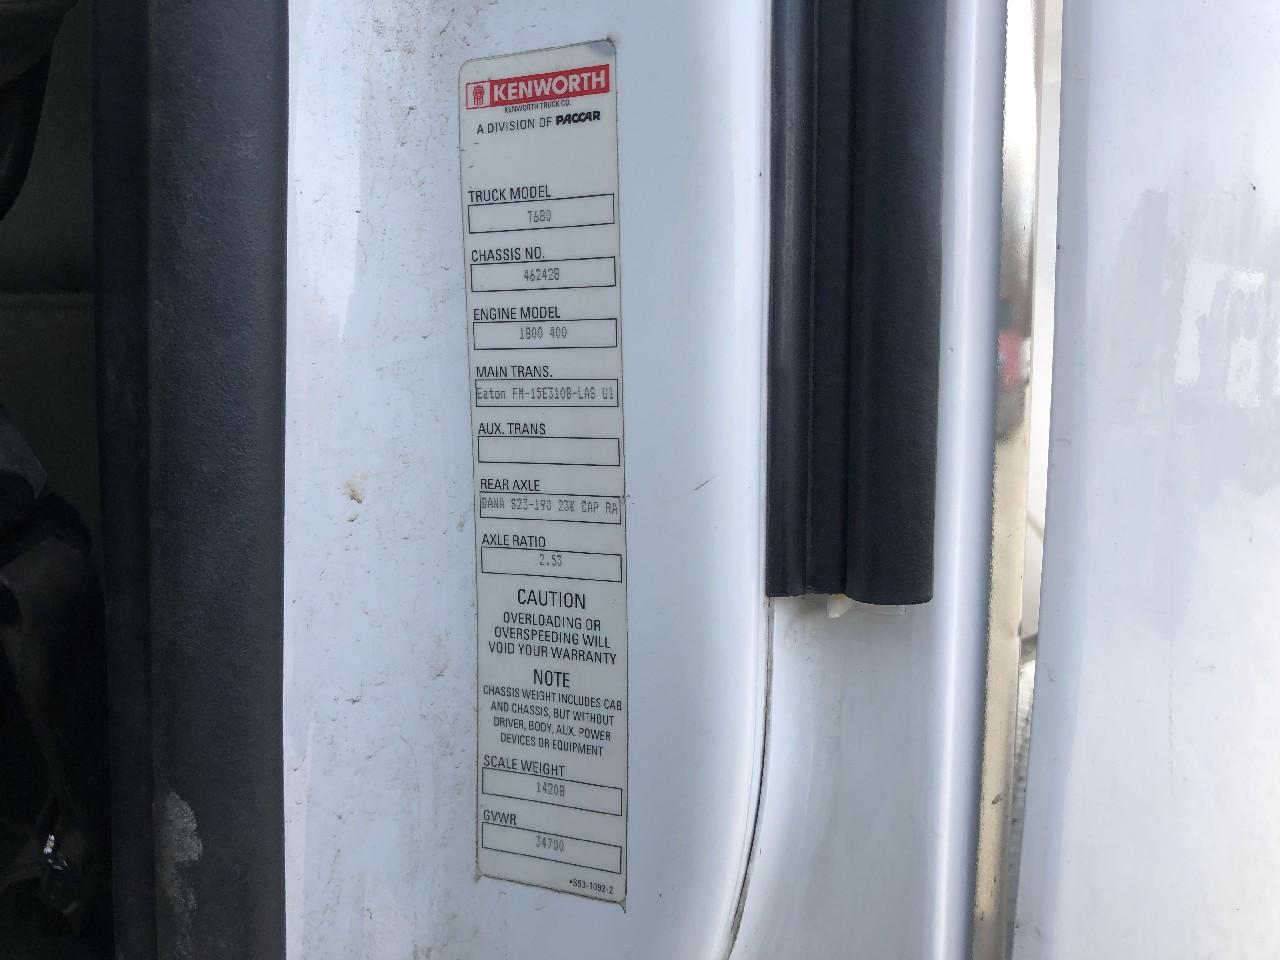 KENWORTH
KENWORTH TRUCK CO.
A DIVISION OF PACCAR
TRUCK MODEL
T680
CHASSIS NO.
462428
ENGINE MODEL
1800 400
MAIN TRANS.
Eaton FM-15E310B-LAS U1
AUX. TRANS
REAR AXLE
DANA S23-190 23K CAP RA
AXLE RATIO
2.53
CAUTION
OVERLOADING OR
OVERSPEEDING WILL
VOID YOUR WARRANTY
NOTE
CHASSIS WEIGHT INCLUDES CAB
AND CHASSIS, BUT WITHOUT
DRIVER, BODY, AUX. POWER
DEVICES OR EQUIPMENT
SCALE WEIGHT
14208
GVWR
34700
*S53-1092-2